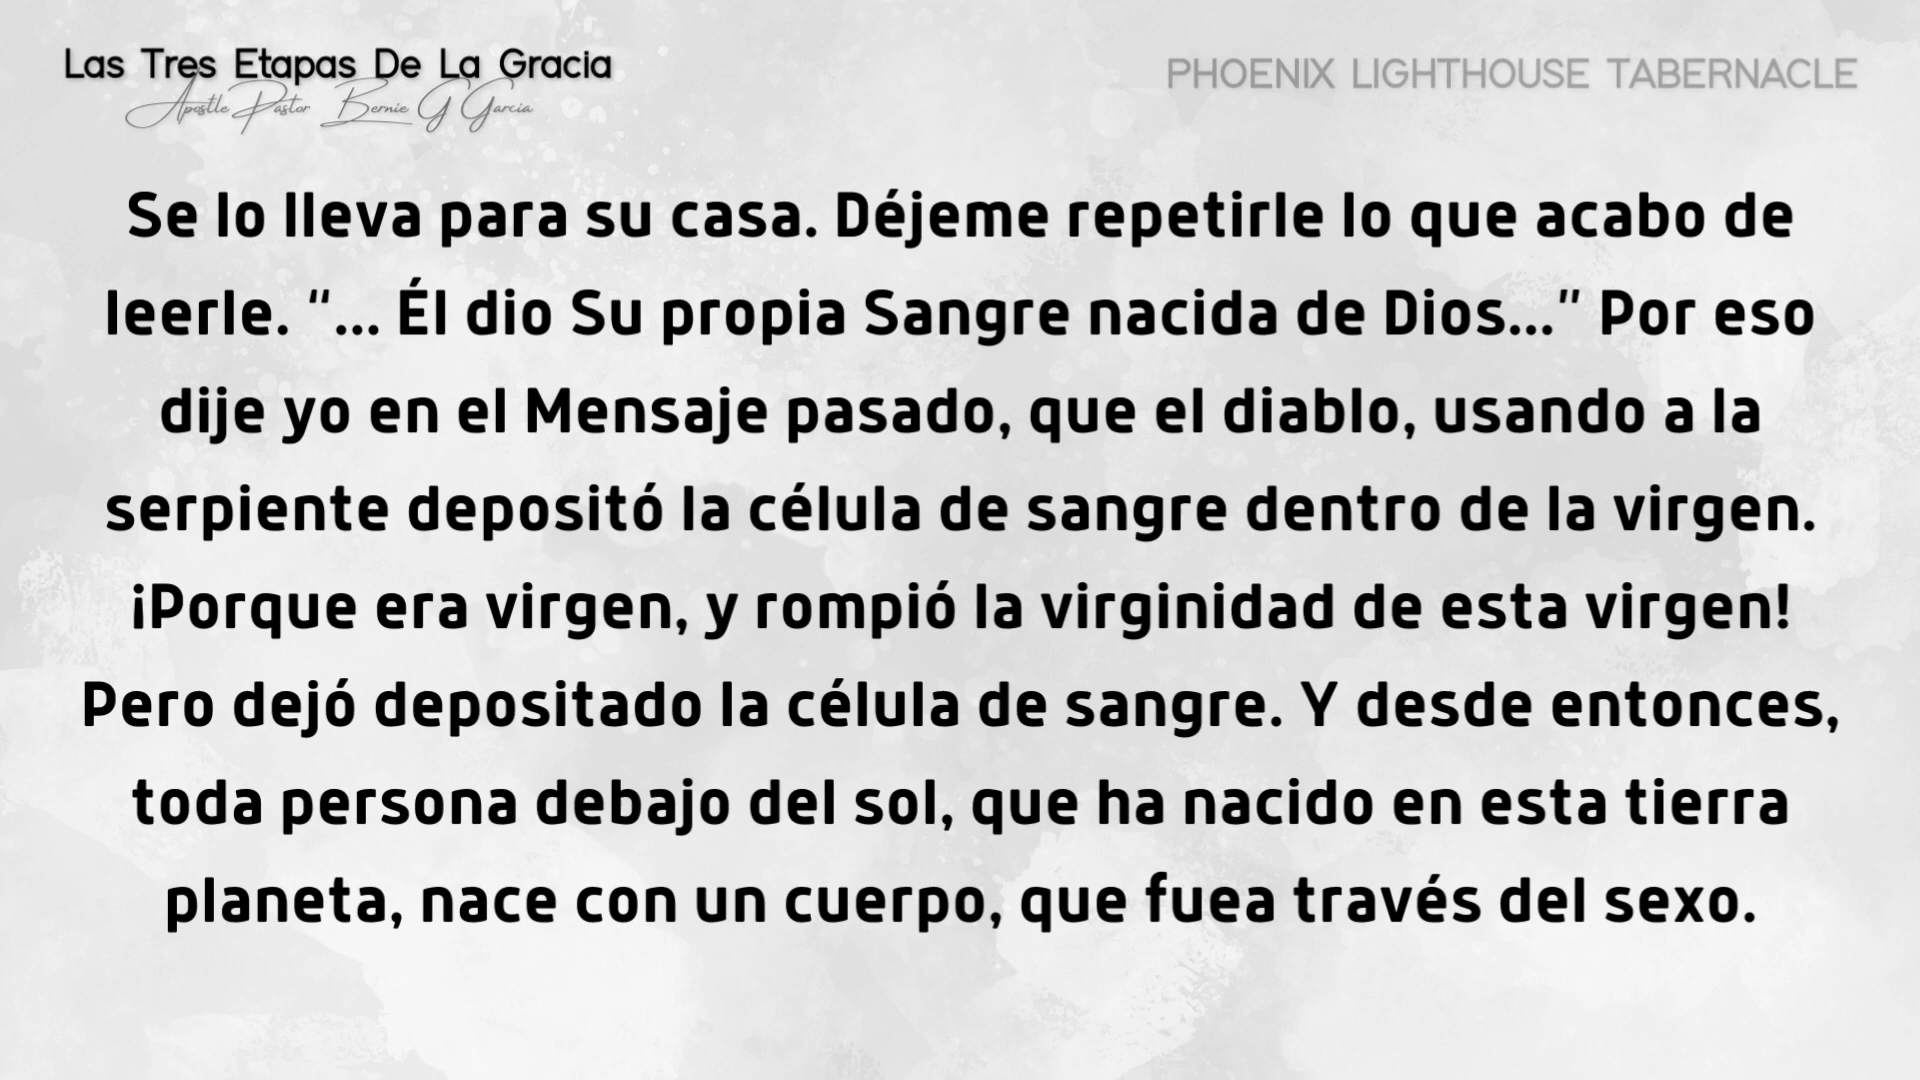 Las Tres Etapas De La Gracia
Apostle Pastor Bernie G Garcia
PHOENIX LIGHTHOUSE TABERNACLE
Se lo lleva para su casa. Déjeme repetirle lo que acabo de
leerle. “... Él dio Su propia Sangre nacida de Dios...” Por eso
dije yo en el Mensaje pasado, que el diablo, usando a la
serpiente depositó la célula de sangre dentro de la virgen.
¡Porque era virgen, y rompió la virginidad de esta virgen!
Pero dejó depositado la célula de sangre. Y desde entonces,
toda persona debajo del sol, que ha nacido en esta tierra
planeta, nace con un cuerpo, que fuea través del sexo.